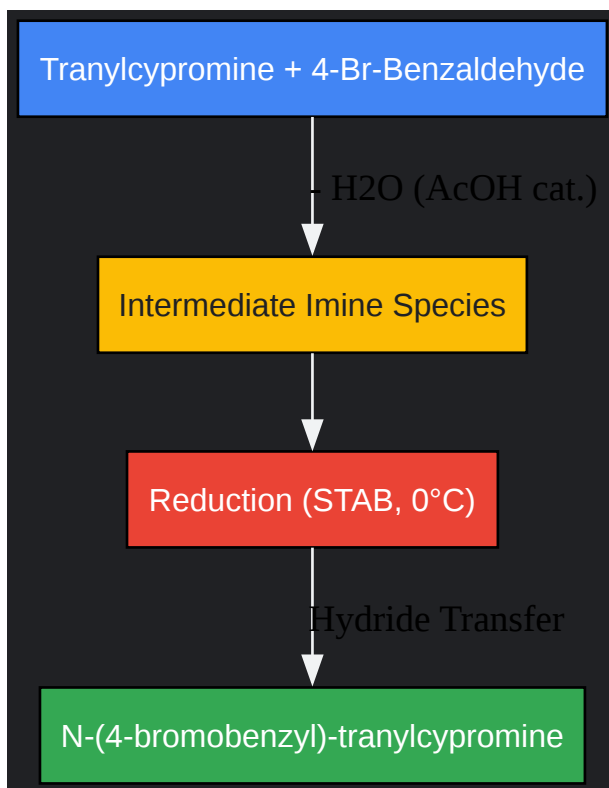 Tranylcypromine + 4-Br-Benzaldehyde
- H2O (AcOH cat.)
Intermediate Imine Species
Reduction (STAB, 0°C)
Hydride Transfer
N-(4-bromobenzyl)-tranylcypromine